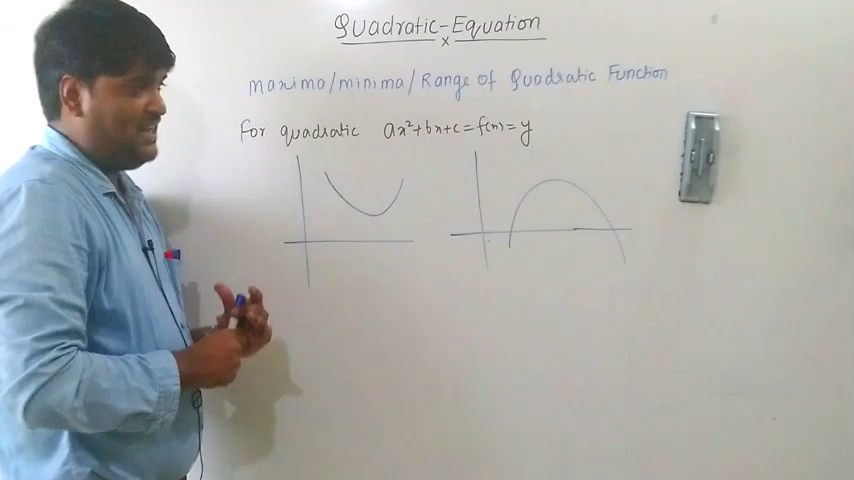 Quadratic-Equation
x
maxima/minima/Range of Quadratic Function
For quadratic ax²+bx+c=f(x)=y